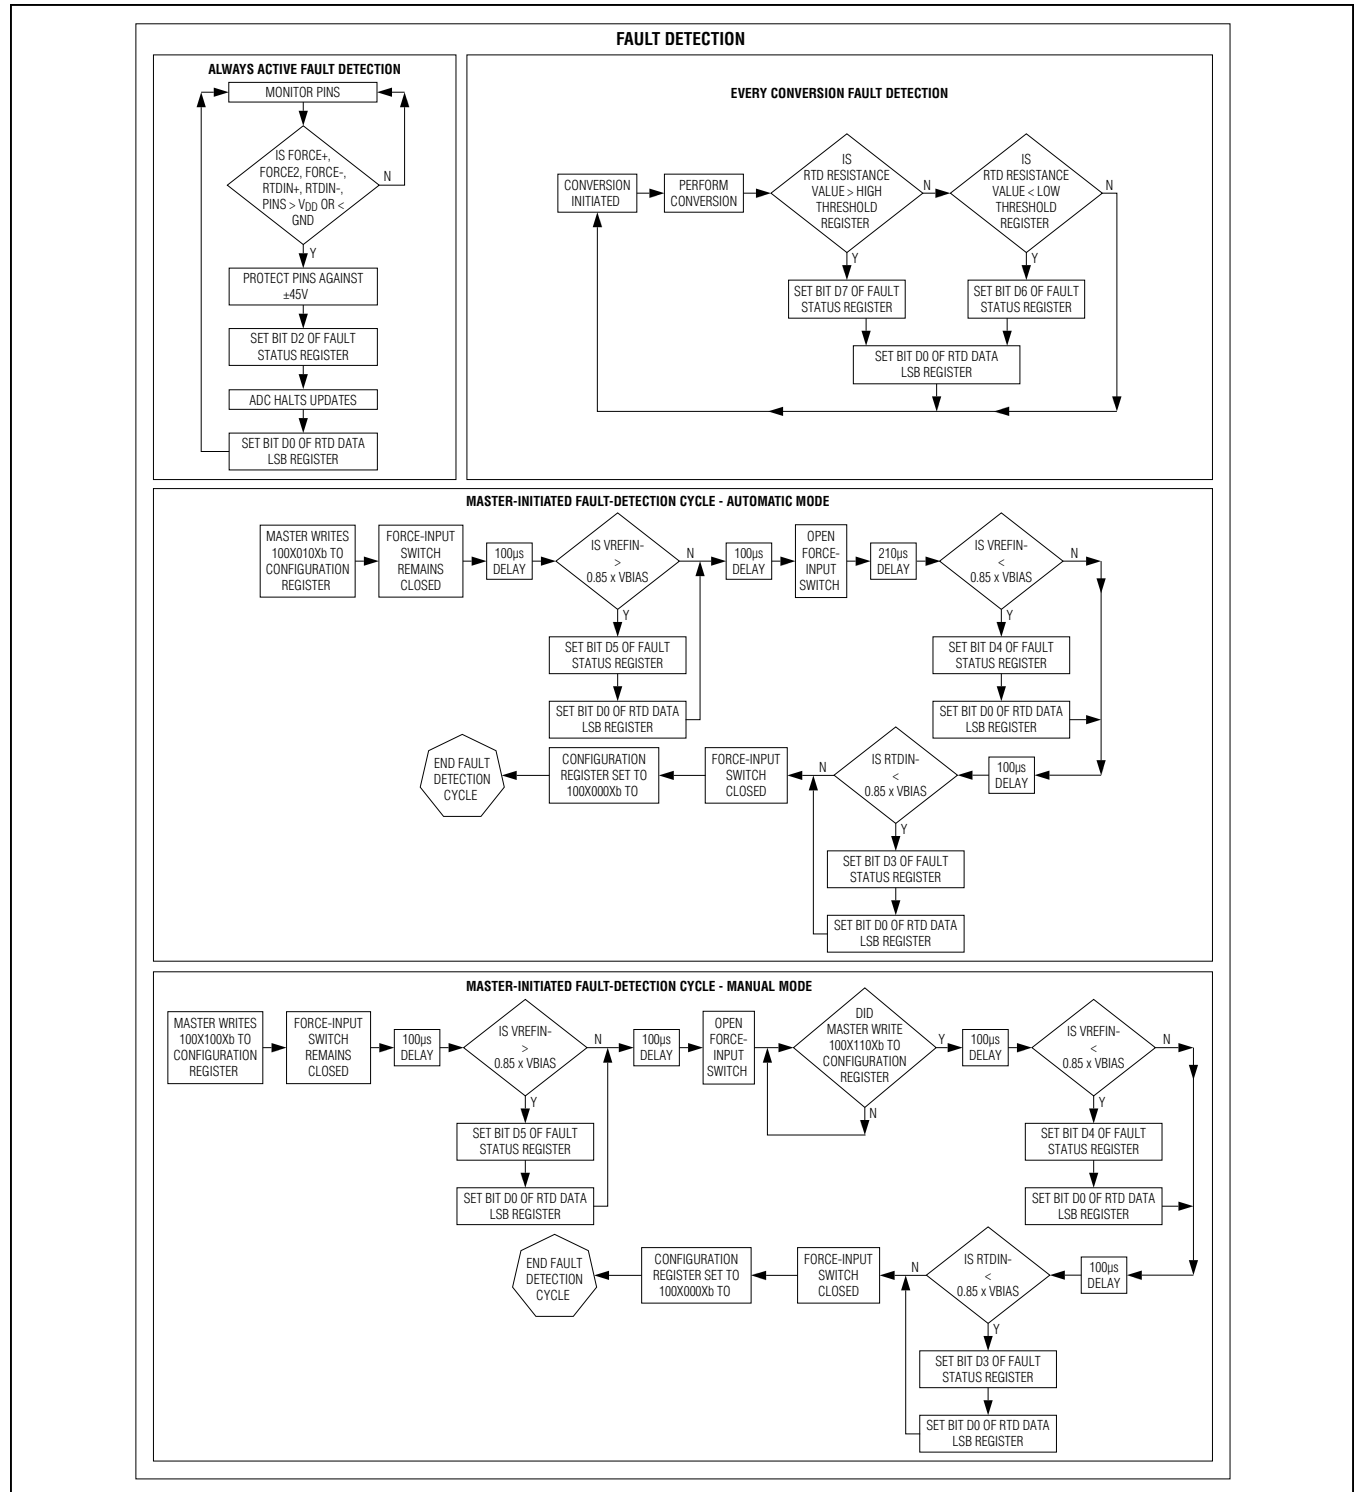 FAULT DETECTION
ALWAYS ACTIVE FAULT DETECTION
MONITOR PINS
IS FORCE+,
FORCE2, FORCE-,
RTDIN+, RTDIN-,
PINS > VDD OR <
GND
N
Y
PROTECT PINS AGAINST
±45V
SET BIT D2 OF FAULT
STATUS REGISTER
ADC HALTS UPDATES
SET BIT D0 OF RTD DATA
LSB REGISTER
EVERY CONVERSION FAULT DETECTION
CONVERSION
INITIATED
PERFORM
CONVERSION
IS
RTD RESISTANCE
VALUE > HIGH
THRESHOLD
REGISTER
N
Y
IS
RTD RESISTANCE
VALUE < LOW
THRESHOLD
REGISTER
N
Y
SET BIT D7 OF FAULT
STATUS REGISTER
SET BIT D6 OF FAULT
STATUS REGISTER
SET BIT D0 OF RTD DATA
LSB REGISTER
MASTER-INITIATED FAULT-DETECTION CYCLE - AUTOMATIC MODE
MASTER WRITES
100X010Xb TO
CONFIGURATION
REGISTER
FORCE-INPUT
SWITCH
REMAINS
CLOSED
100µs
DELAY
IS VREFIN-
>
0.85 x VBIAS
N
Y
SET BIT D5 OF FAULT
STATUS REGISTER
SET BIT D0 OF RTD DATA
LSB REGISTER
100µs
DELAY
OPEN
FORCE-
INPUT
SWITCH
210µs
DELAY
IS VREFIN-
<
0.85 x VBIAS
N
Y
SET BIT D4 OF FAULT
STATUS REGISTER
SET BIT D0 OF RTD DATA
LSB REGISTER
100µs
DELAY
IS RTDIN-
<
0.85 x VBIAS
N
Y
SET BIT D3 OF FAULT
STATUS REGISTER
SET BIT D0 OF RTD DATA
LSB REGISTER
FORCE-INPUT
SWITCH
CLOSED
CONFIGURATION
REGISTER SET TO
100X000Xb TO
END FAULT
DETECTION
CYCLE
MASTER-INITIATED FAULT-DETECTION CYCLE - MANUAL MODE
MASTER WRITES
100X100Xb TO
CONFIGURATION
REGISTER
FORCE-INPUT
SWITCH
REMAINS
CLOSED
100µs
DELAY
IS VREFIN-
>
0.85 x VBIAS
N
Y
SET BIT D5 OF FAULT
STATUS REGISTER
SET BIT D0 OF RTD DATA
LSB REGISTER
100µs
DELAY
OPEN
FORCE-
INPUT
SWITCH
DID
MASTER WRITE
100X110Xb TO
CONFIGURATION
REGISTER
Y
N
100µs
DELAY
IS VREFIN-
<
0.85 x VBIAS
N
Y
SET BIT D4 OF FAULT
STATUS REGISTER
SET BIT D0 OF RTD DATA
LSB REGISTER
100µs
DELAY
IS RTDIN-
<
0.85 x VBIAS
N
Y
SET BIT D3 OF FAULT
STATUS REGISTER
SET BIT D0 OF RTD DATA
LSB REGISTER
FORCE-INPUT
SWITCH
CLOSED
CONFIGURATION
REGISTER SET TO
100X000Xb TO
END FAULT
DETECTION
CYCLE